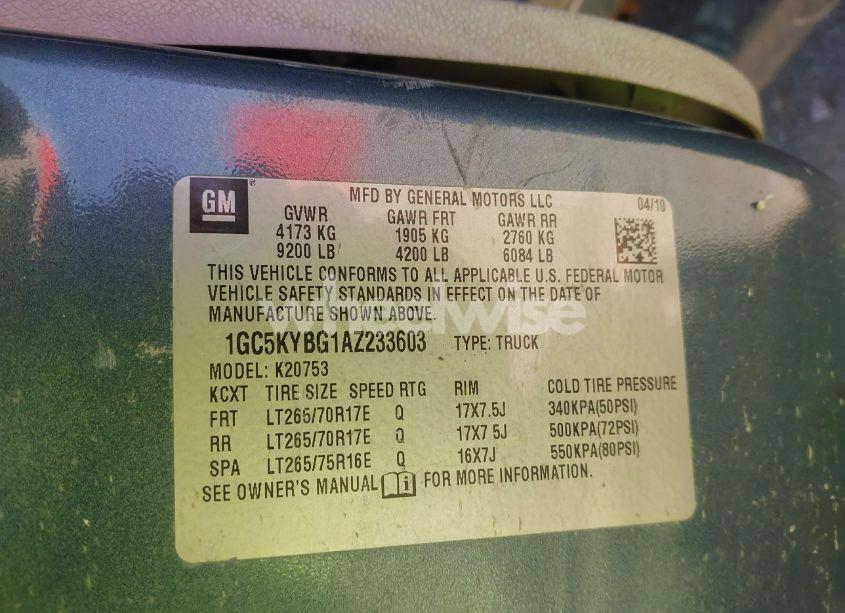 GM ®
MFD BY GENERAL MOTORS LLC 04/10
GVWR GAWR FRT GAWR RR
4173 KG 1905 KG 2760 KG
9200 LB 4200 LB 6084 LB
THIS VEHICLE CONFORMS TO ALL APPLICABLE U.S. FEDERAL MOTOR
VEHICLE SAFETY STANDARDS IN EFFECT ON THE DATE OF
MANUFACTURE SHOWN ABOVE.
wheelwise
1GC5KYBG1AZ233603 TYPE: TRUCK
MODEL: K20753
KCXT TIRE SIZE SPEED RTG RIM COLD TIRE PRESSURE
FRT LT265/70R17E Q 17X7.5J 340KPA(50PSI)
RR LT265/70R17E Q 17X7 5J 500KPA(72PSI)
SPA LT265/75R16E Q 16X7J 550KPA(80PSI)
SEE OWNER'S MANUAL i FOR MORE INFORMATION.